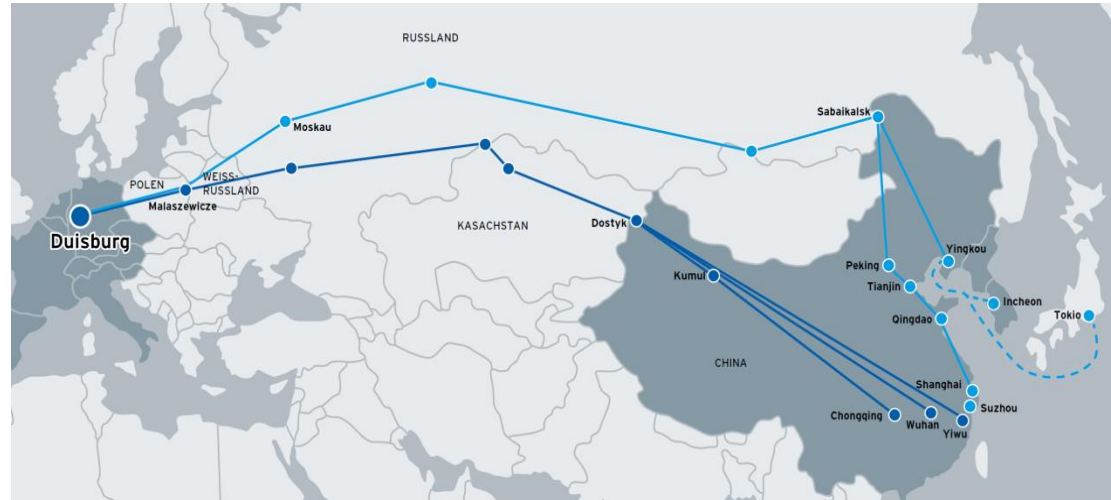 RUSSLAND
Sabaikalsk
Moskau
POLEN
WEISS-
RUSSLAND
Malaszewicze
Duisburg
KASACHSTAN
Dostyk
Kumul
Peking
Tianjin
Yingkou
Incheon
Qingdao
Tokio
CHINA
Shanghai
Suzhou
Chongqing
Wuhan
Yiwu